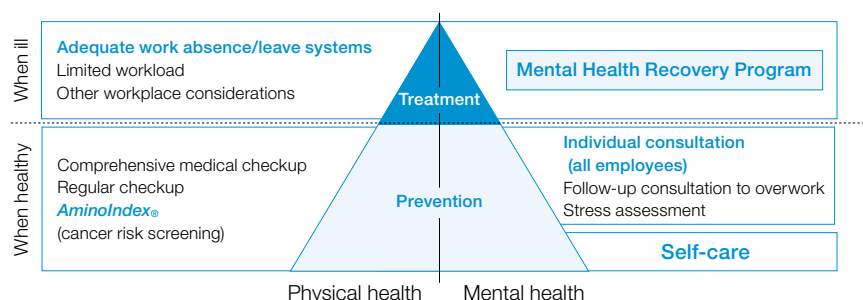 When ill
Adequate work absence/leave systems
Limited workload
Other workplace considerations
Treatment
Mental Health Recovery Program
When healthy
Comprehensive medical checkup
Regular checkup
AminoIndex®
(cancer risk screening)
Prevention
Individual consultation
(all employees)
Follow-up consultation to overwork
Stress assessment
Self-care
Physical health
Mental health